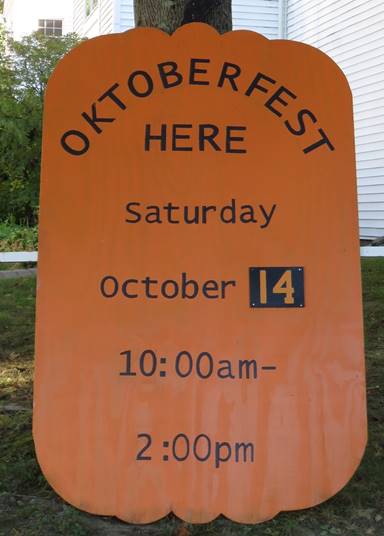 OKTOBERFEST
HERE
Saturday
October 14
10:00am-
2:00pm